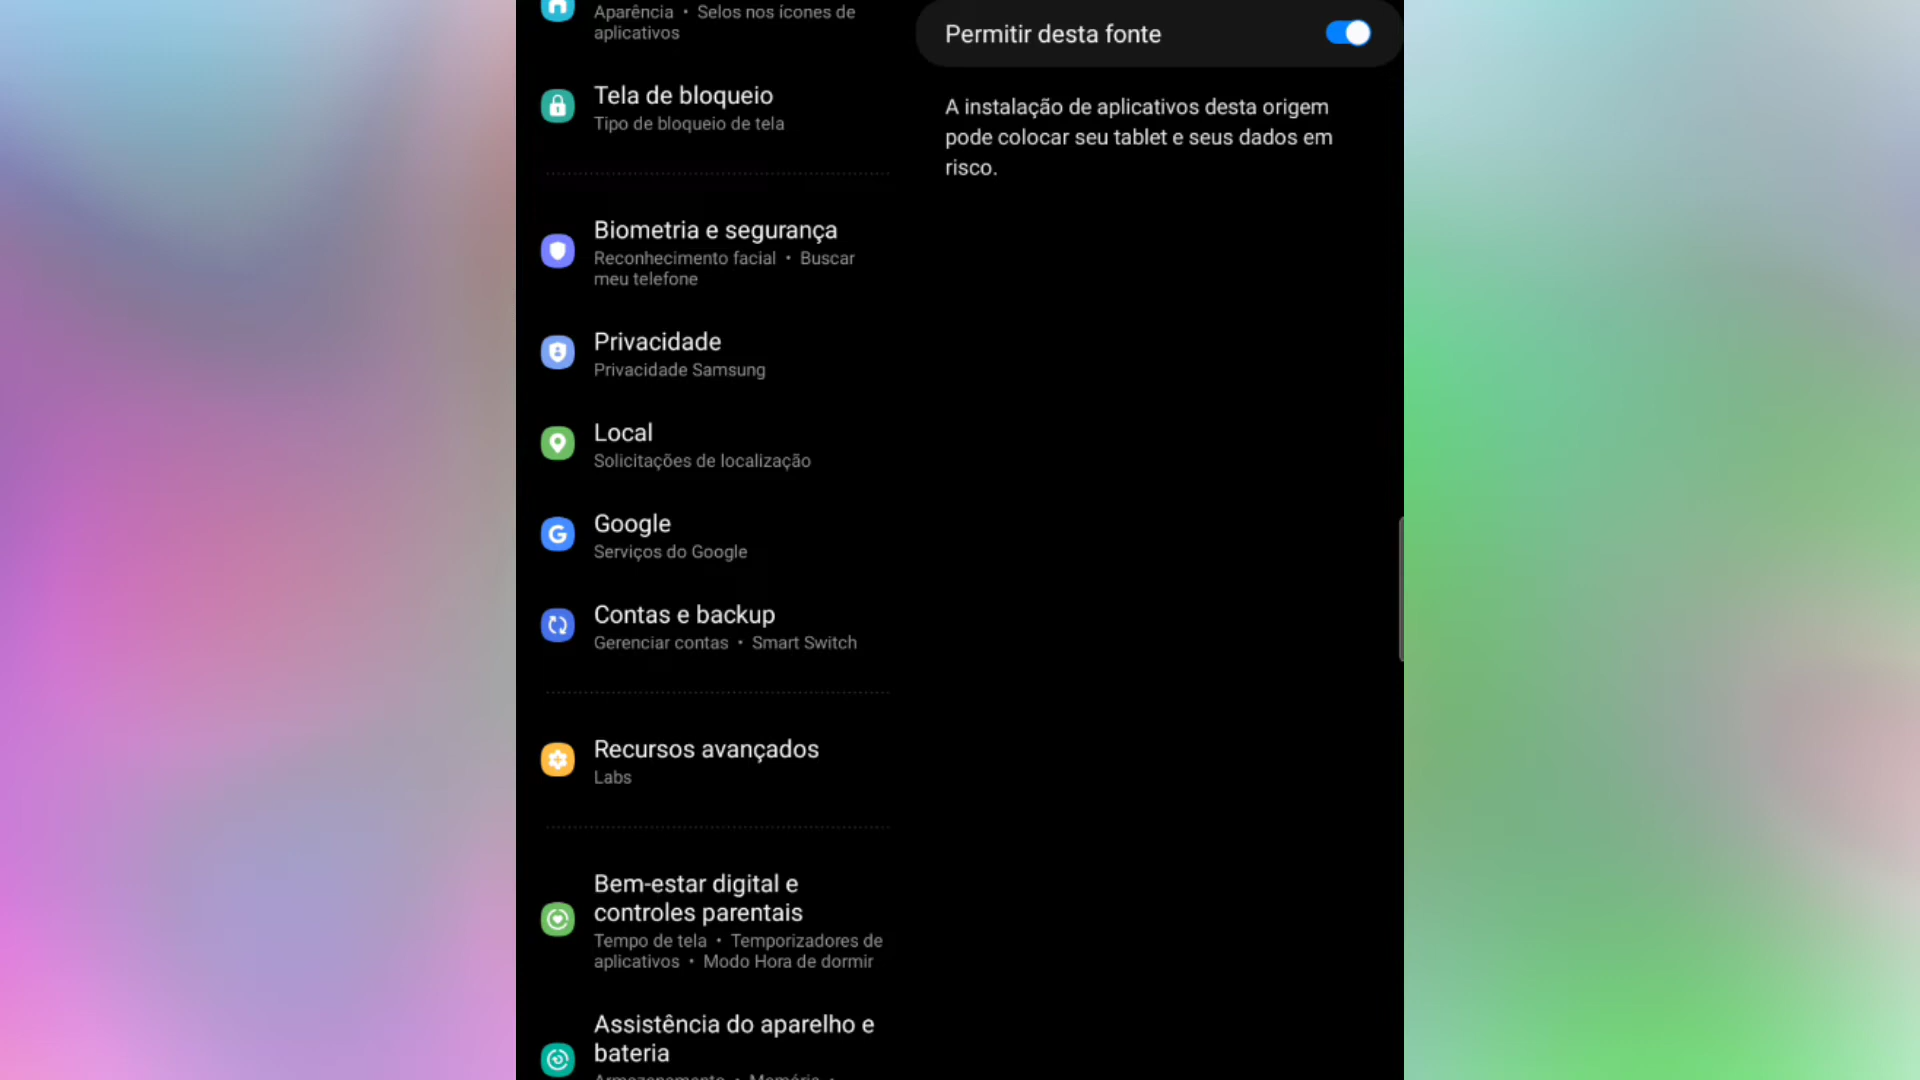 Aparência • Selos nos ícones de
aplicativos
Tela de bloqueio
Tipo de bloqueio de tela
Biometria e segurança
Reconhecimento facial • Buscar
meu telefone
Privacidade
Privacidade Samsung
Local
Solicitações de localização
Google
Serviços do Google
Contas e backup
Gerenciar contas • Smart Switch
Recursos avançados
Labs
Bem-estar digital e
controles parentais
Tempo de tela • Temporizadores de
aplicativos • Modo Hora de dormir
Assistência do aparelho e
bateria
Armazenamento • Memória •
Permitir desta fonte
A instalação de aplicativos desta origem
pode colocar seu tablet e seus dados em
risco.